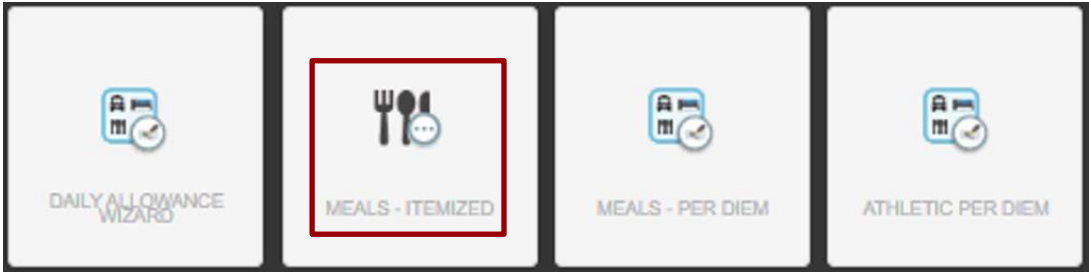 DAILY ALLOWANCE
WIZARD
MEALS - ITEMIZED
MEALS - PER DIEM
ATHLETIC PER DIEM